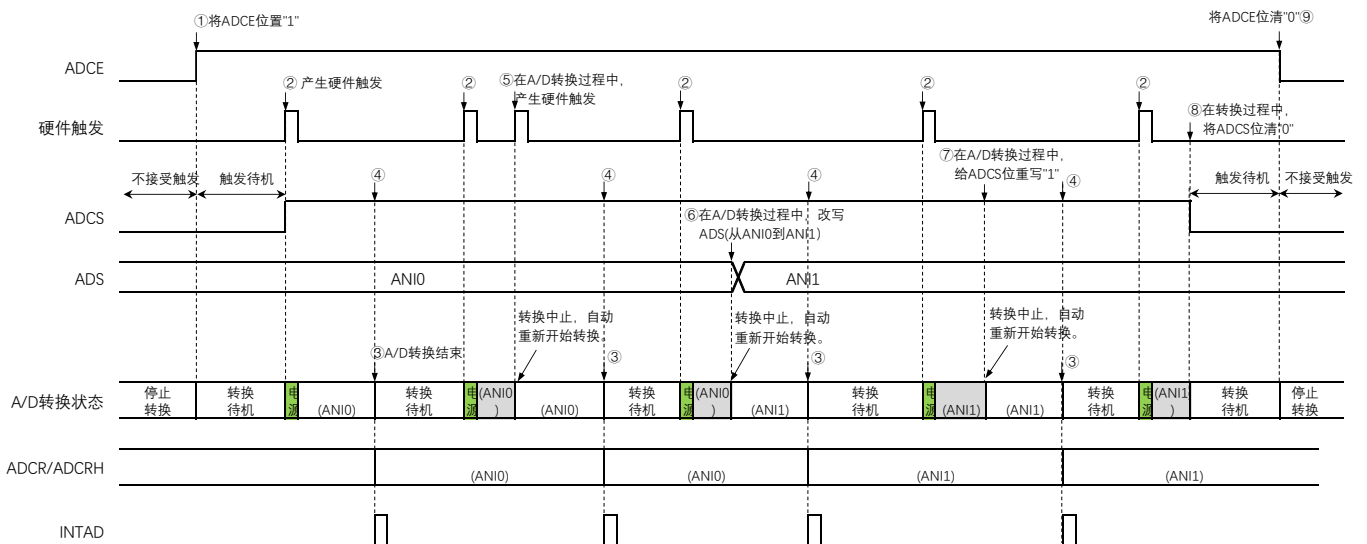 ①将ADCE位置"1"
将ADCE位清"0"⑨
ADCE
② 产生硬件触发
②
⑤在A/D转换过程中,
产生硬件触发
②
②
②
⑧在转换过程中,
将ADCS位清"0"
硬件触发
⑦在A/D转换过程中,
给ADCS位重写"1"
不接受触发
触发待机
④
④
④
④
触发待机
不接受触发
ADCS
⑥在A/D转换过程中, 改写
ADS(从ANI0到ANI1)
ADS
ANI0
ANI1
转换中止, 自动
重新开始转换。
转换中止, 自动
重新开始转换。
转换中止, 自动
重新开始转换。
③A/D转换结束
③
③
③
A/D转换状态
停止
转换
转换
待机
电
源
(ANI0)
转换
待机
电
源
(ANI0
)
(ANI0)
转换
待机
电
源
(ANI0
)
(ANI1)
转换
待机
电
源
(ANI1)
(ANI1)
转换
待机
电
源
(ANI1
)
转换
待机
停止
转换
ADCR/ADCRH
(ANI0)
(ANI0)
(ANI1)
(ANI1)
INTAD